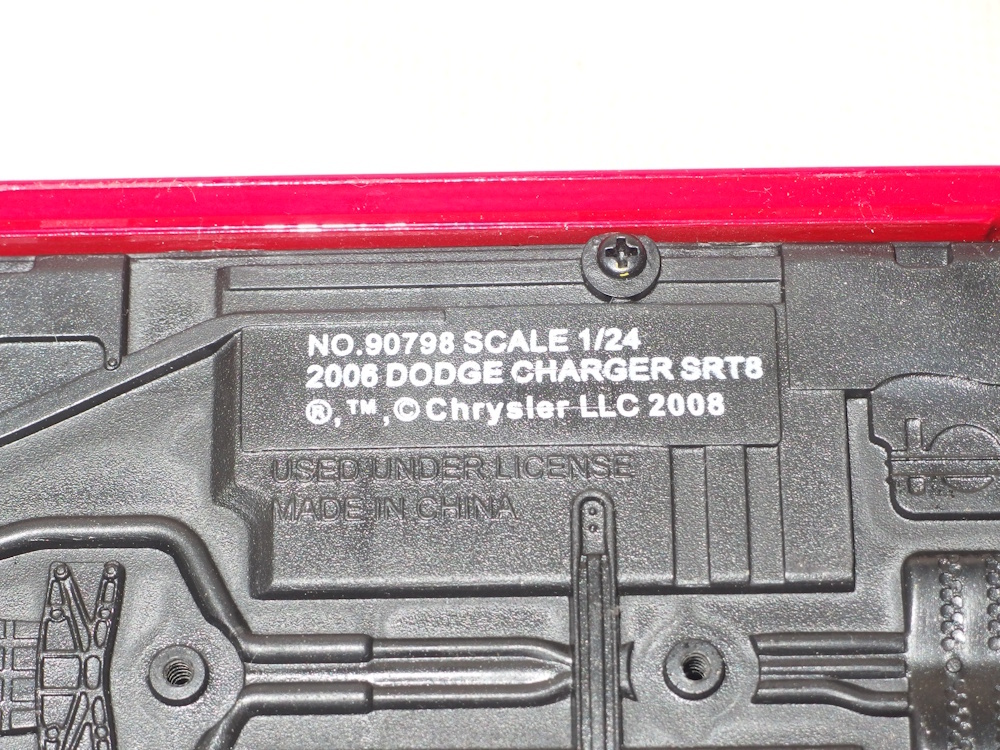 NO.90798 SCALE 1/24
2006 DODGE CHARGER SRT8
®,™,©Chrysler LLC 2008
USED UNDER LICENSE
MADE IN CHINA